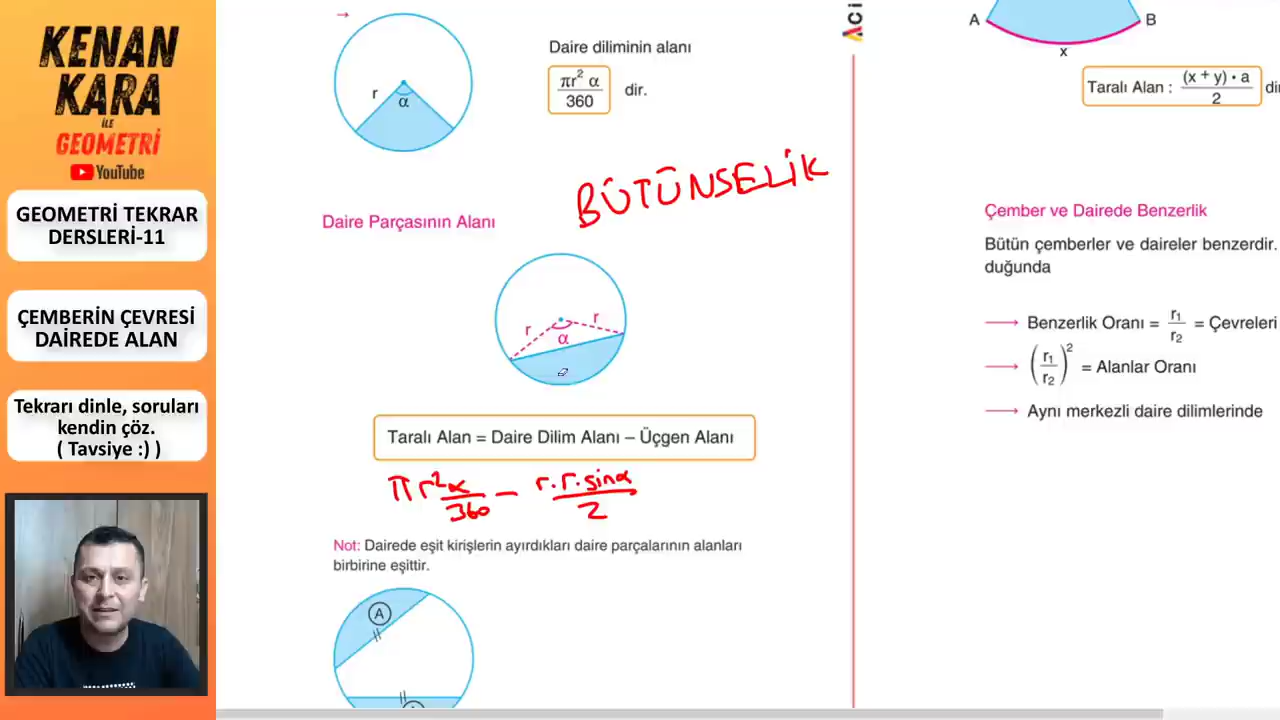 KENAN
KARA
İLE
GEOMETRİ
YouTube
GEOMETRİ TEKRAR
DERSLERİ-11
ÇEMBERİN ÇEVRESİ
DAİREDE ALAN
Tekrarı dinle, soruları
kendin çöz.
( Tavsiye :) )
r
α
Daire diliminin alanı
πr² α
360
dir.
BÜTÜNSELİK
Daire Parçasının Alanı
r
r
α
Taralı Alan = Daire Dilim Alanı – Üçgen Alanı
πr²α/360 – r.r.sinα/2
Not: Dairede eşit kirişlerin ayırdıkları daire parçalarının alanları
birbirine eşittir.
A
A
B
x
Taralı Alan : (x + y) • a / 2
Çember ve Dairede Benzerlik
Bütün çemberler ve daireler benzerdir.
duğunda
→ Benzerlik Oranı = r₁/r₂ = Çevreleri
→ (r₁/r₂)² = Alanlar Oranı
→ Aynı merkezli daire dilimlerinde